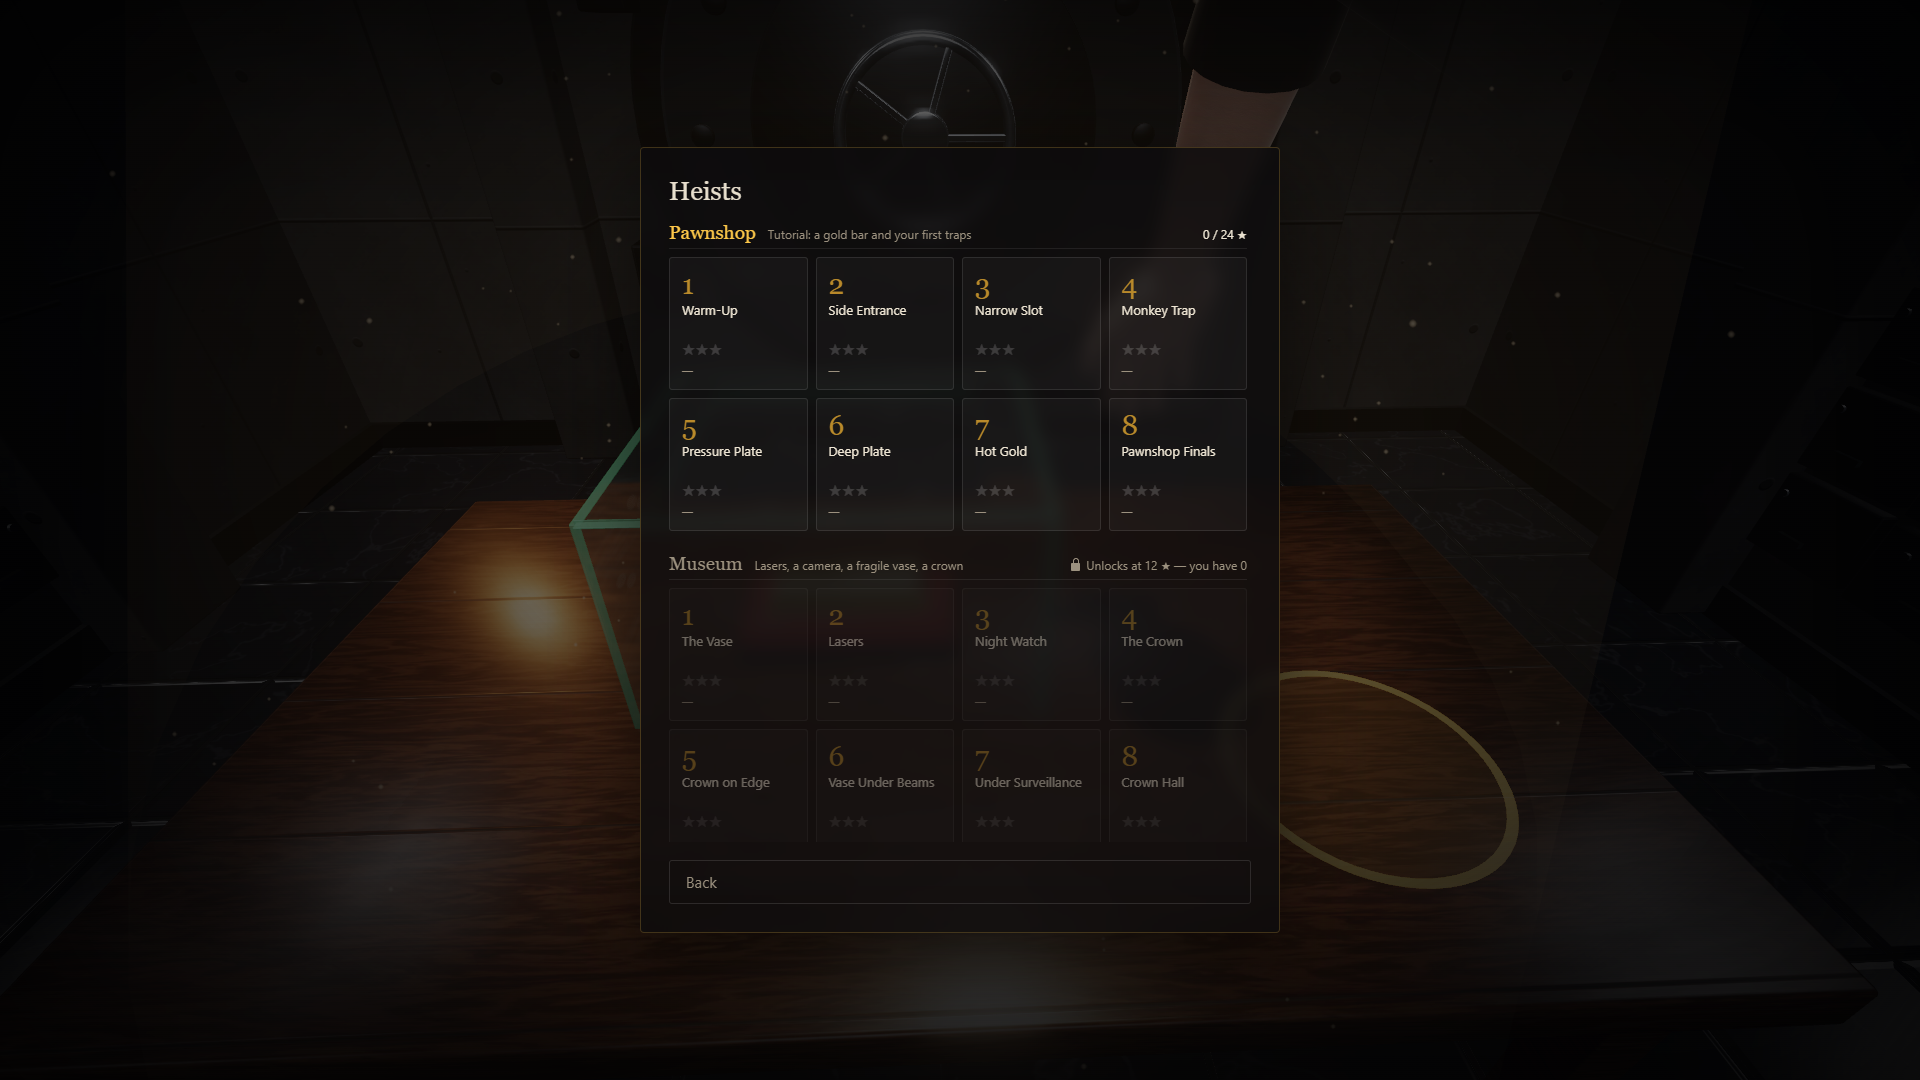 Heists
Pawnshop Tutorial: a gold bar and your first traps 0 / 24 ★
1 2 3 4
Warm-Up Side Entrance Narrow Slot Monkey Trap
★★★ ★★★ ★★★ ★★★
— — — —
5 6 7 8
Pressure Plate Deep Plate Hot Gold Pawnshop Finals
★★★ ★★★ ★★★ ★★★
— — — —
Museum Lasers, a camera, a fragile vase, a crown Unlocks at 12 ★ — you have 0
1 2 3 4
The Vase Lasers Night Watch The Crown
★★★ ★★★ ★★★ ★★★
— — — —
5 6 7 8
Crown on Edge Vase Under Beams Under Surveillance Crown Hall
★★★ ★★★ ★★★ ★★★
Back